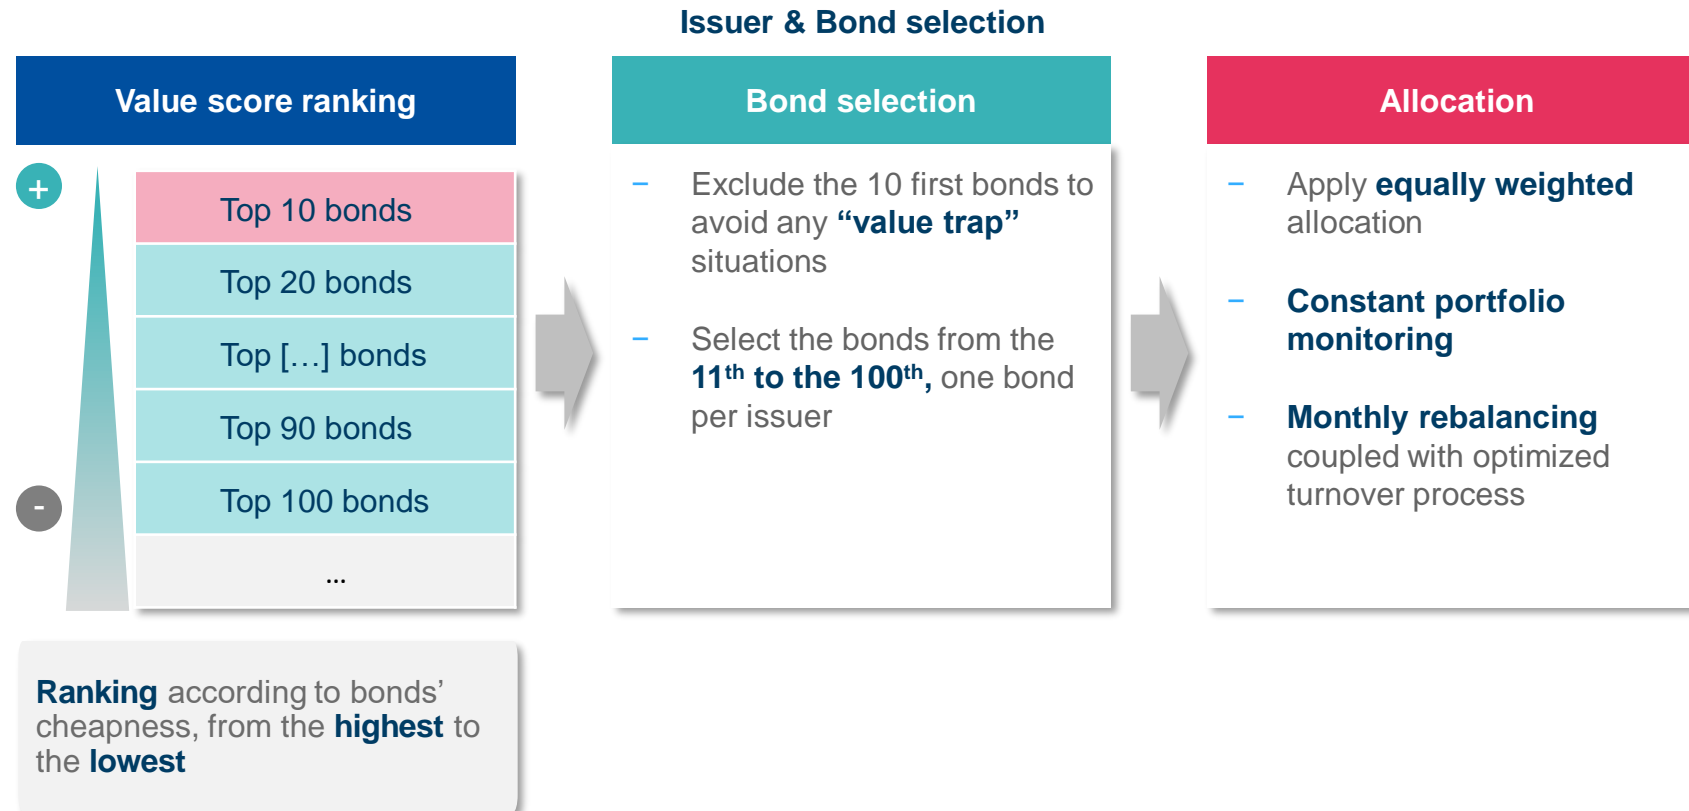 Issuer & Bond selection
Value score ranking
+
Top 10 bonds
Top 20 bonds
Top […] bonds
Top 90 bonds
Top 100 bonds
-
...
Ranking according to bonds’
cheapness, from the highest to
the lowest
Bond selection
− Exclude the 10 first bonds to
avoid any “value trap”
situations
− Select the bonds from the
11th to the 100th, one bond
per issuer
Allocation
− Apply equally weighted
allocation
− Constant portfolio
monitoring
− Monthly rebalancing
coupled with optimized
turnover process